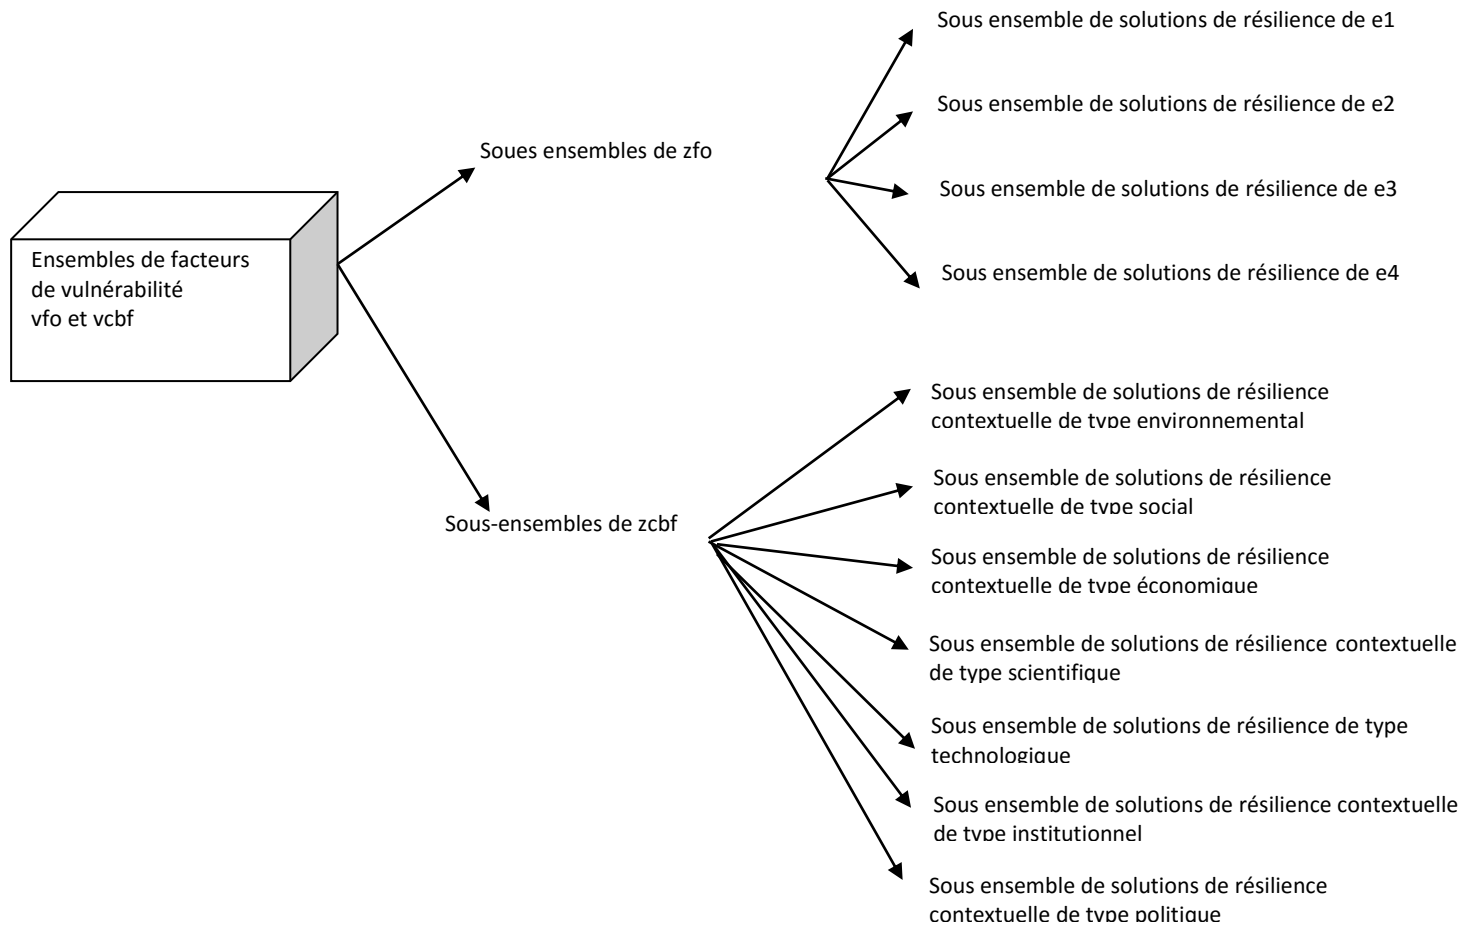 Sous ensemble de solutions de résilience de e1
Sous ensemble de solutions de résilience de e2
Soues ensembles de zfo
Sous ensemble de solutions de résilience de e3
Ensembles de facteurs
de vulnérabilité
vfo et vcbf
Sous ensemble de solutions de résilience de e4
Sous ensemble de solutions de résilience
contextuelle de type environnemental
Sous ensemble de solutions de résilience
contextuelle de type social
Sous-ensembles de zcbf
Sous ensemble de solutions de résilience
contextuelle de type économique
Sous ensemble de solutions de résilience contextuelle
de type scientifique
Sous ensemble de solutions de résilience de type
technologique
Sous ensemble de solutions de résilience contextuelle
de type institutionnel
Sous ensemble de solutions de résilience
contextuelle de type politique